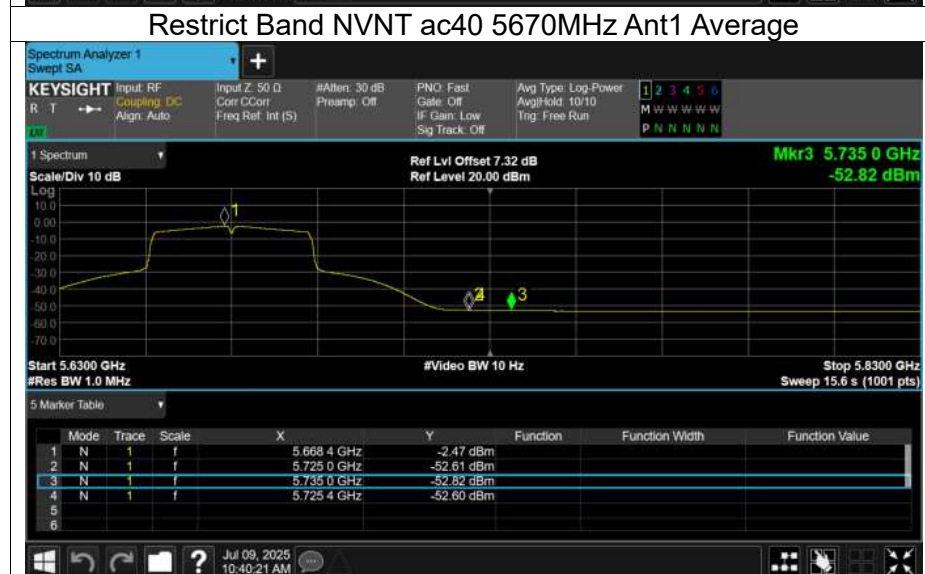 Restrict Band NVNT ac40 5670MHz Ant1 Average
Spectrum Analyzer 1
Swept SA
+
KEYSIGHT Input: RF Input Z: 50 Ω #Atten: 30 dB PNO: Fast Avg Type: Log-Power 1 2 3 4 5 6
R T Coupling: DC Corr CCorr Preamp: Off Gate: Off Avg|Hold: 10/10 M W W W W W
Align: Auto Freq Ref: Int (S) IF Gain: Low Trig: Free Run
Sig Track: Off P N N N N N
1 Spectrum Ref Lvl Offset 7.32 dB Mkr3 5.735 0 GHz
Scale/Div 10 dB Ref Level 20.00 dBm -52.82 dBm
Log
10.0
0.00
-10.0
-20.0
-30.0
-40.0
-50.0
-60.0
-70.0
1
4
3
Start 5.6300 GHz #Video BW 10 Hz Stop 5.8300 GHz
#Res BW 1.0 MHz Sweep 15.6 s (1001 pts)
5 Marker Table
Mode Trace Scale X Y Function Function Width Function Value
1 N 1 f 5.668 4 GHz -2.47 dBm
2 N 1 f 5.725 0 GHz -52.61 dBm
3 N 1 f 5.735 0 GHz -52.82 dBm
4 N 1 f 5.725 4 GHz -52.60 dBm
5
6
? Jul 09, 2025
10:40:21 AM